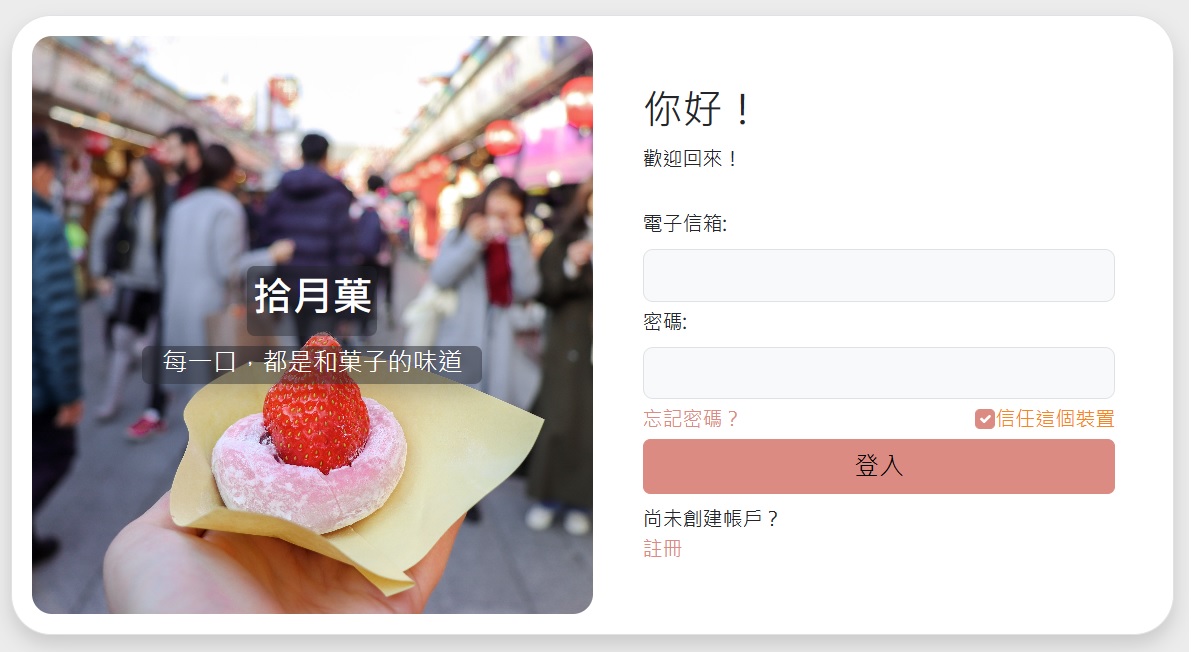 拾月菓
每一口，都是和菓子的味道
你好！
歡迎回來！
電子信箱:
密碼:
忘記密碼？
信任這個裝置
登入
尚未創建帳戶？
註冊